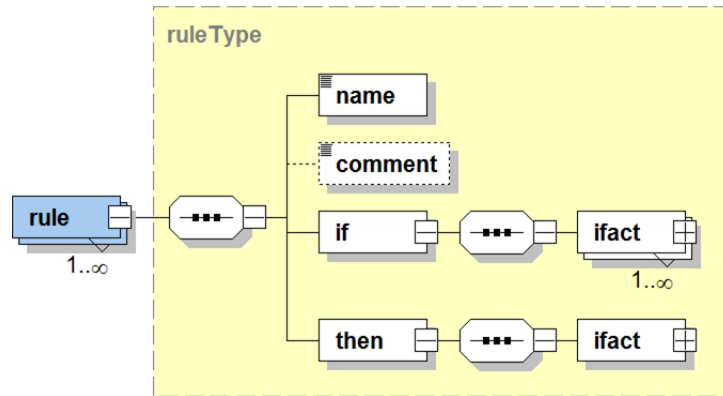 ruleType
name
comment
rule
1..∞
if
ifact
1..∞
then
ifact